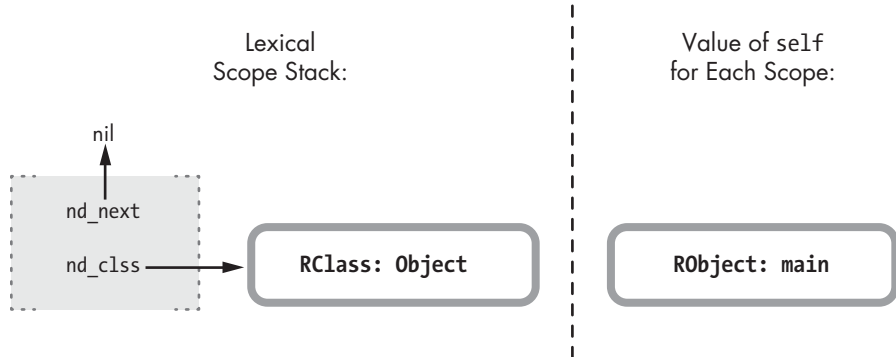 Lexical
Scope Stack:
Value of self
for Each Scope:
nil
nd_next
nd_clss
RClass: Object
RObject: main